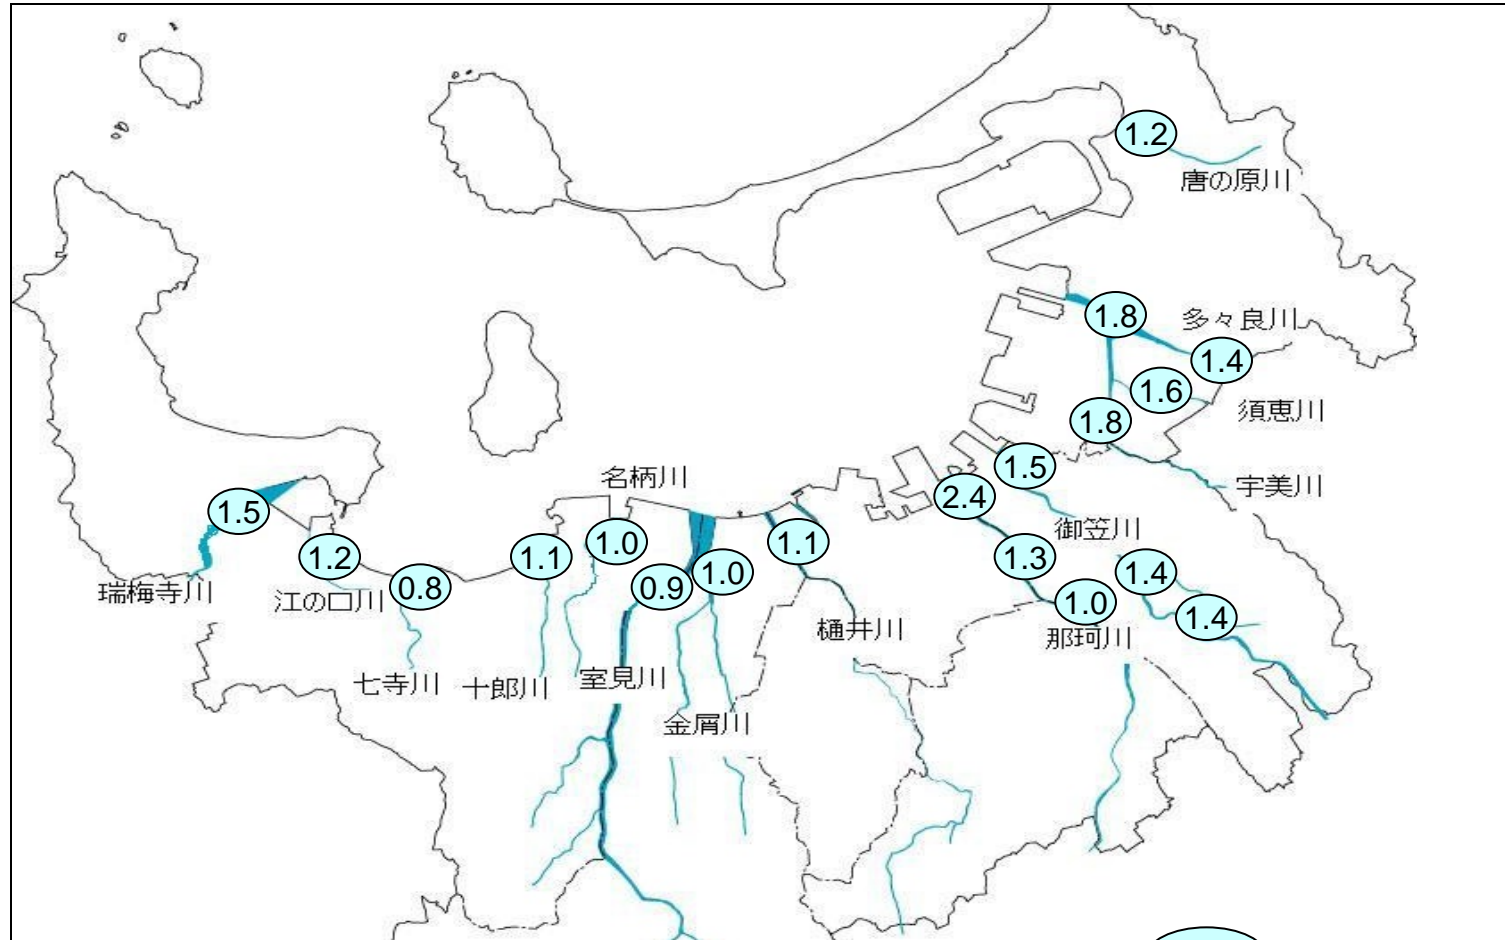 1.2
唐の原川
1.8
多々良川
1.4
1.6
須恵川
1.8
1.5
宇美川
名柄川
2.4
御笠川
1.5
1.2
0.8
1.1
1.0
0.9
1.0
1.1
1.3
1.4
1.0
1.4
瑞梅寺川
江の口川
樋井川
那珂川
七寺川
十郎川
室見川
金屑川